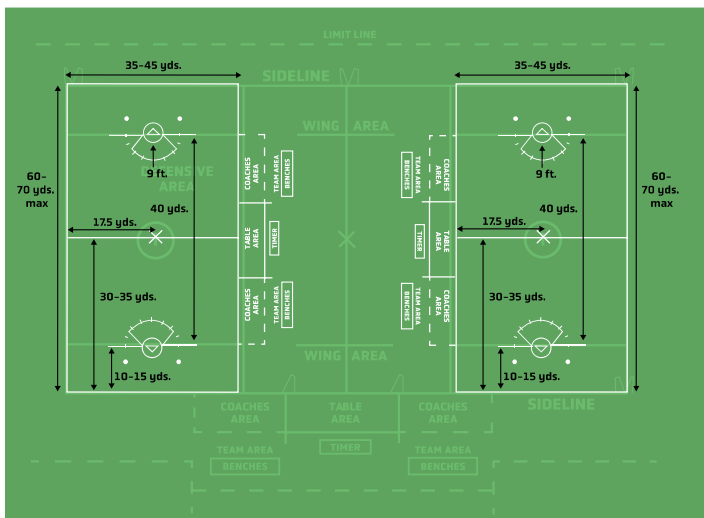 LIMIT LINE
35–45 yds.
35–45 yds.
SIDELINE
WING AREA
DEFENSIVE
AREA
9 ft.
9 ft.
COACHES
AREA
TEAM AREA
BENCHES
BENCHES
TEAM AREA
COACHES
AREA
60–
70 yds.
max
60–
70 yds.
max
40 yds.
40 yds.
17.5 yds.
17.5 yds.
TABLE
AREA
TIMER
TIMER
TABLE
AREA
30–35 yds.
30–35 yds.
COACHES
AREA
TEAM AREA
BENCHES
BENCHES
TEAM AREA
COACHES
AREA
WING AREA
10–15 yds.
10–15 yds.
SIDELINE
COACHES
AREA
TABLE
AREA
COACHES
AREA
TIMER
TEAM AREA
BENCHES
TEAM AREA
BENCHES